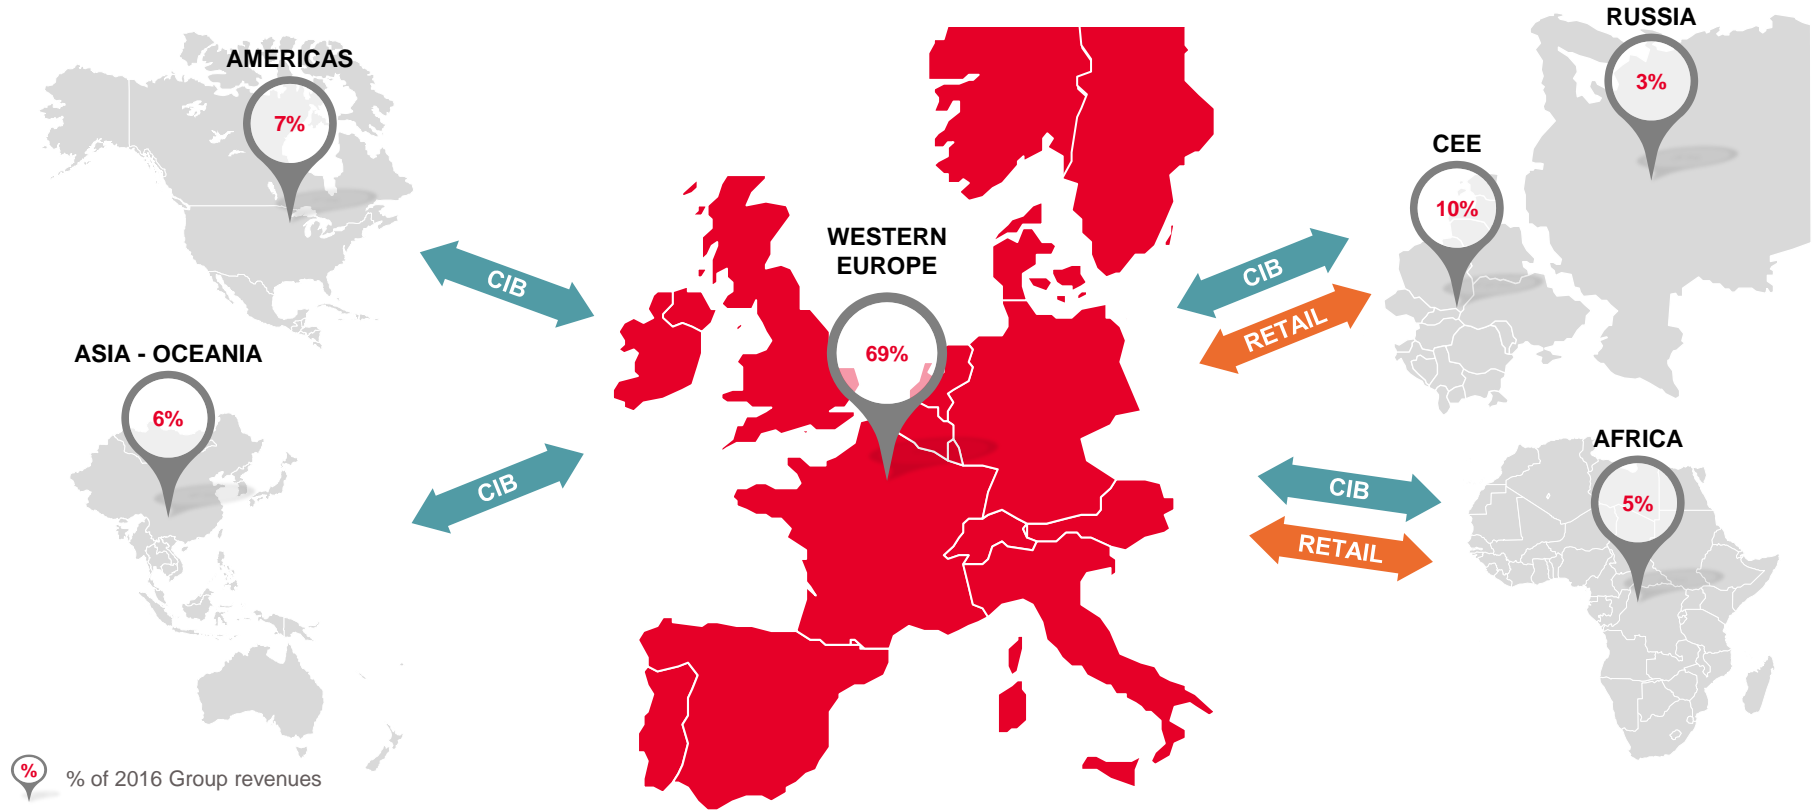 AMERICAS
7%
CIB
ASIA - OCEANIA
6%
CIB
WESTERN
EUROPE
69%
RUSSIA
3%
CEE
10%
CIB
RETAIL
AFRICA
5%
CIB
RETAIL
% % of 2016 Group revenues